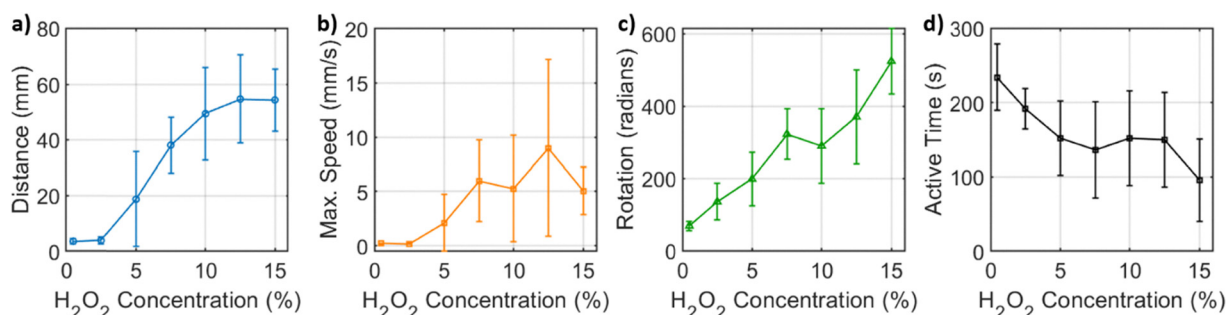 a)
Distance (mm)
80
60
40
20
0
0 5 10 15
H₂O₂ Concentration (%)
b)
Max. Speed (mm/s)
20
15
10
5
0
0 5 10 15
H₂O₂ Concentration (%)
c)
Rotation (radians)
600
400
200
0
0 5 10 15
H₂O₂ Concentration (%)
d)
Active Time (s)
300
200
100
0
0 5 10 15
H₂O₂ Concentration (%)